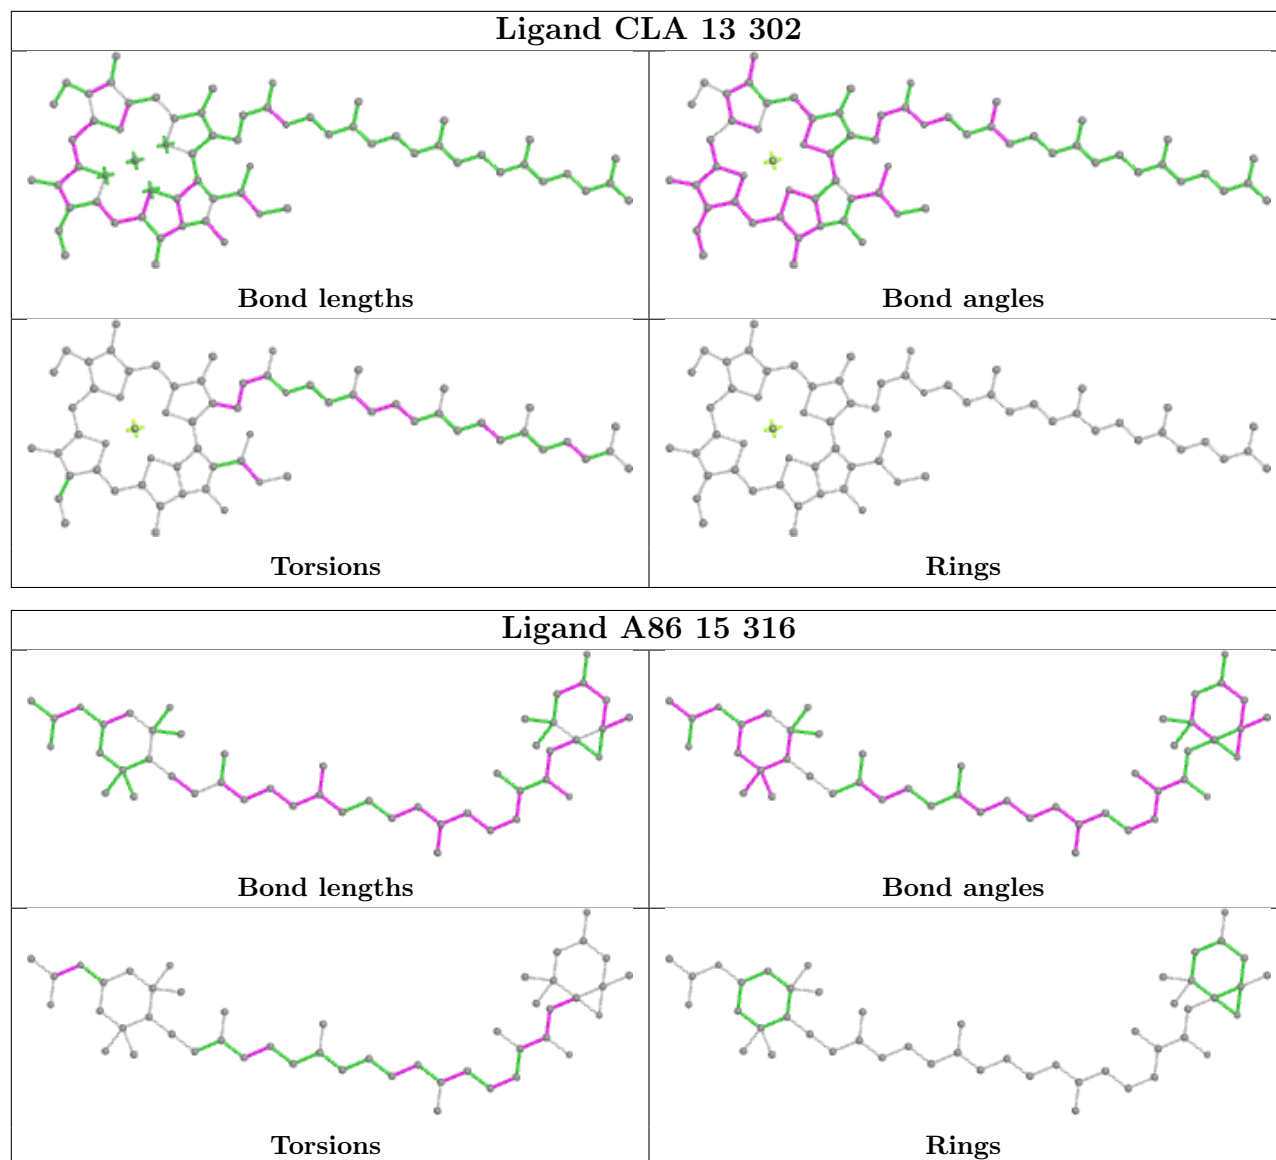 Ligand CLA 13 302
Bond lengths
Bond angles
Torsions
Rings
Ligand A86 15 316
Bond lengths
Bond angles
Torsions
Rings